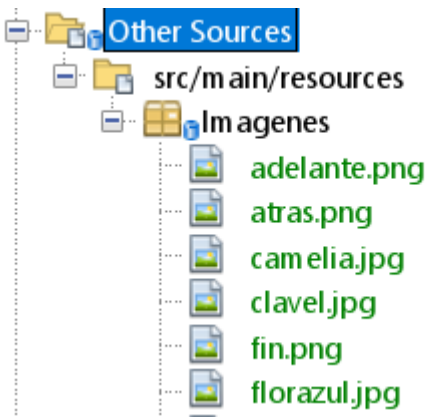 Other Sources
src/main/resources
Imagenes
adelante.png
atras.png
camelia.jpg
clavel.jpg
fin.png
florazul.jpg